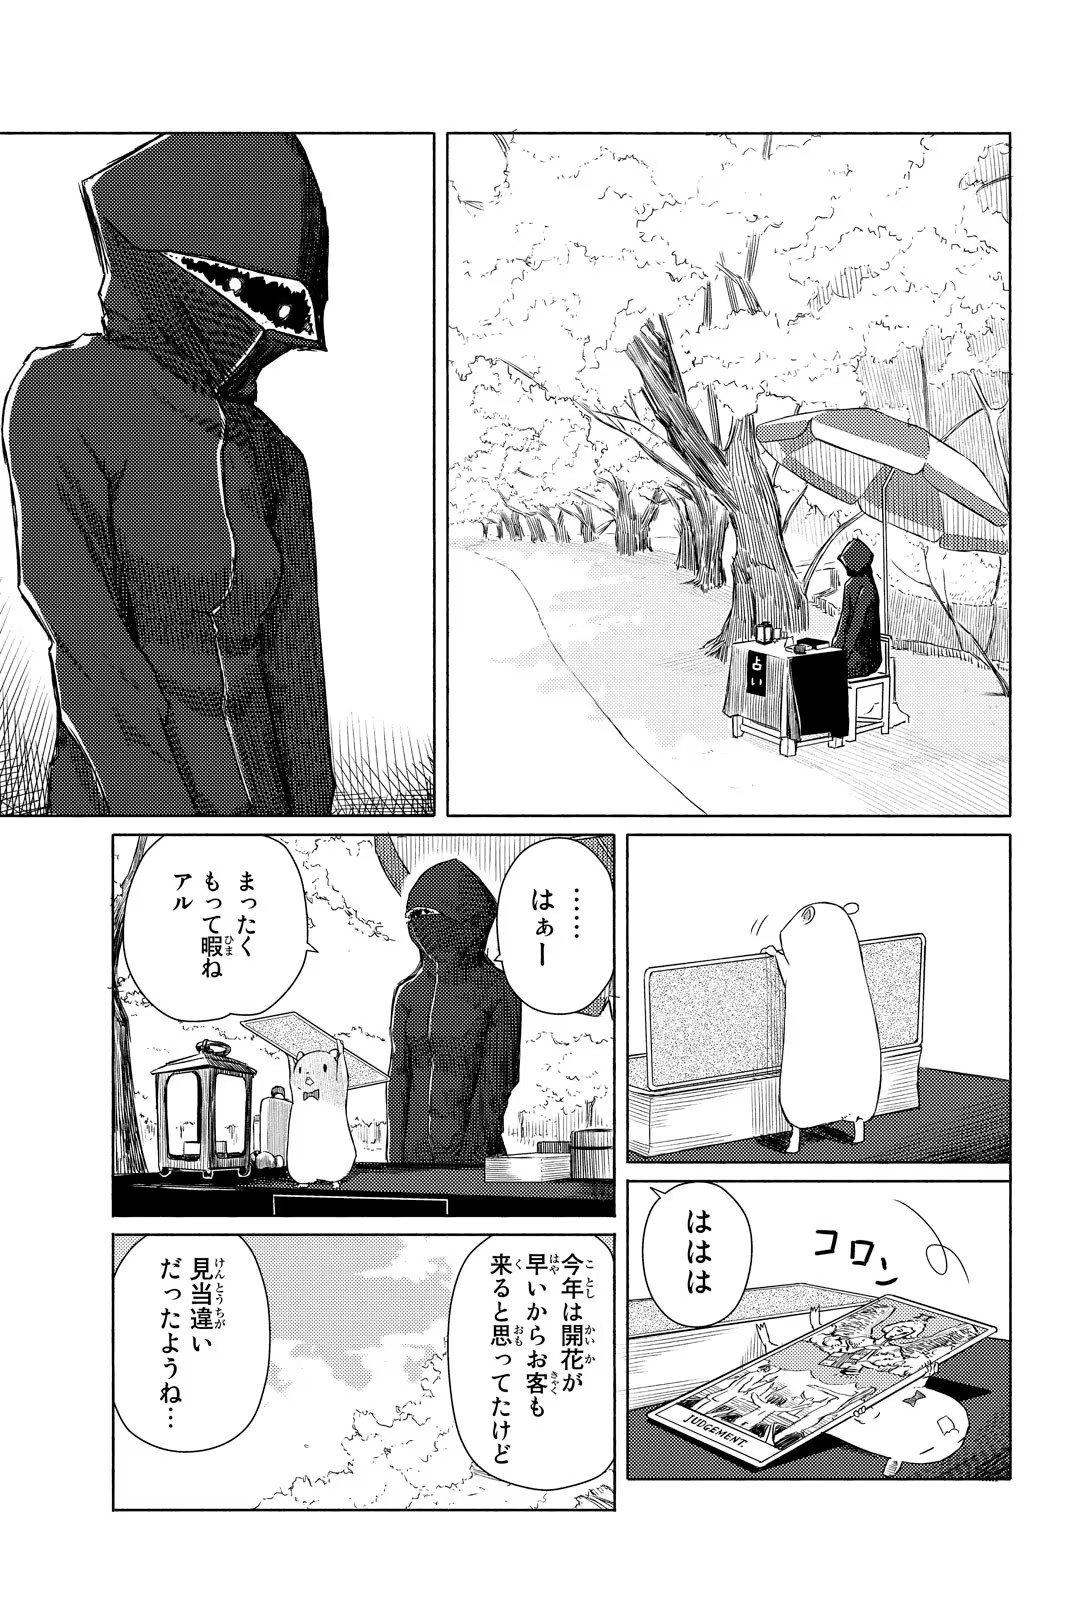 占い
……
はぁー
まったく
もって暇ね
アル
コロン
ははは
JUDGEMENT.
今年は開花が
早いからお客も
来ると思ってたけど
見当違い
だったようね…